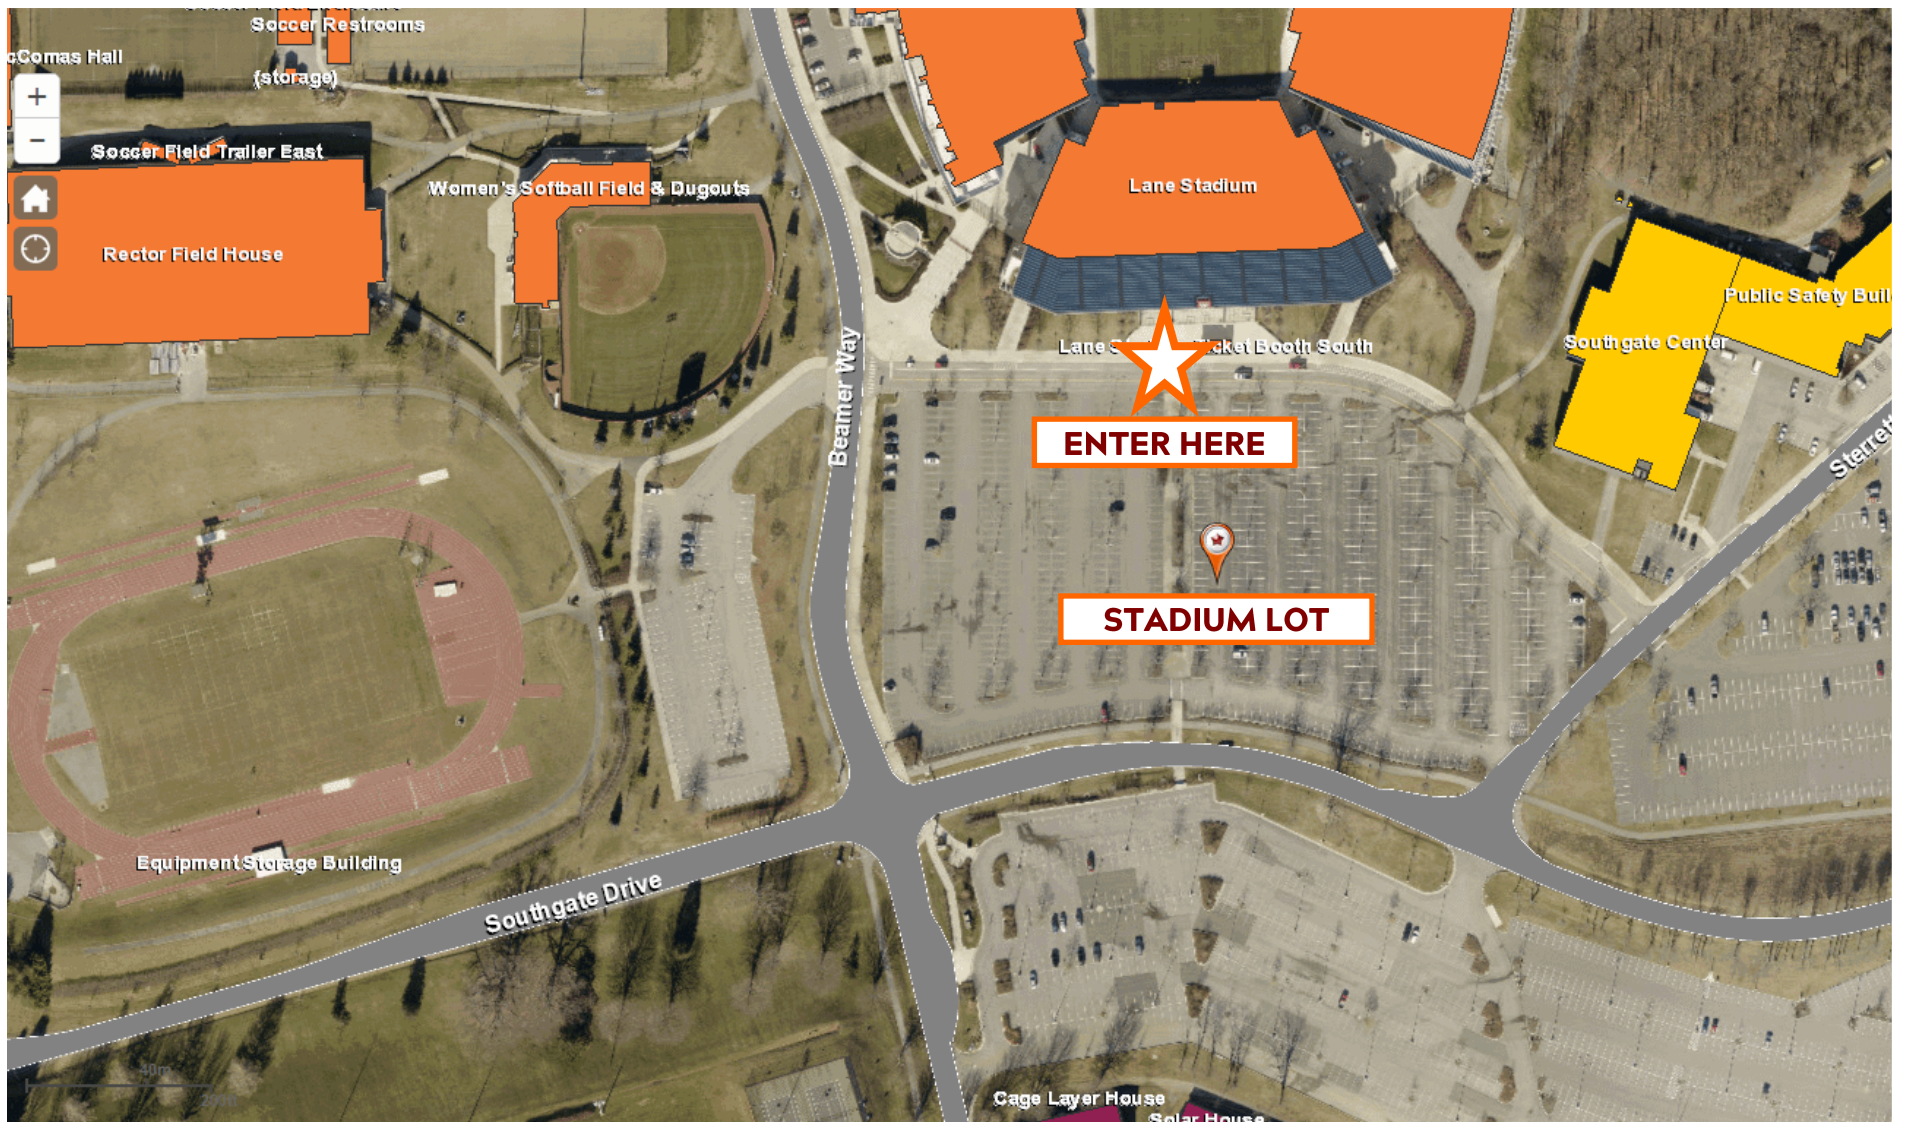 Soccer Restrooms
cComas Hall
(storage)
Soccer Field Trailer East
Women's Softball Field & Dugouts
Lane Stadium
Rector Field House
Public Safety Buil
Southgate Center
Lane S Ticket Booth South
Beamer Way
ENTER HERE
Sterrett
STADIUM LOT
Equipment Storage Building
Southgate Drive
40m
Cage Layer House
Solar House